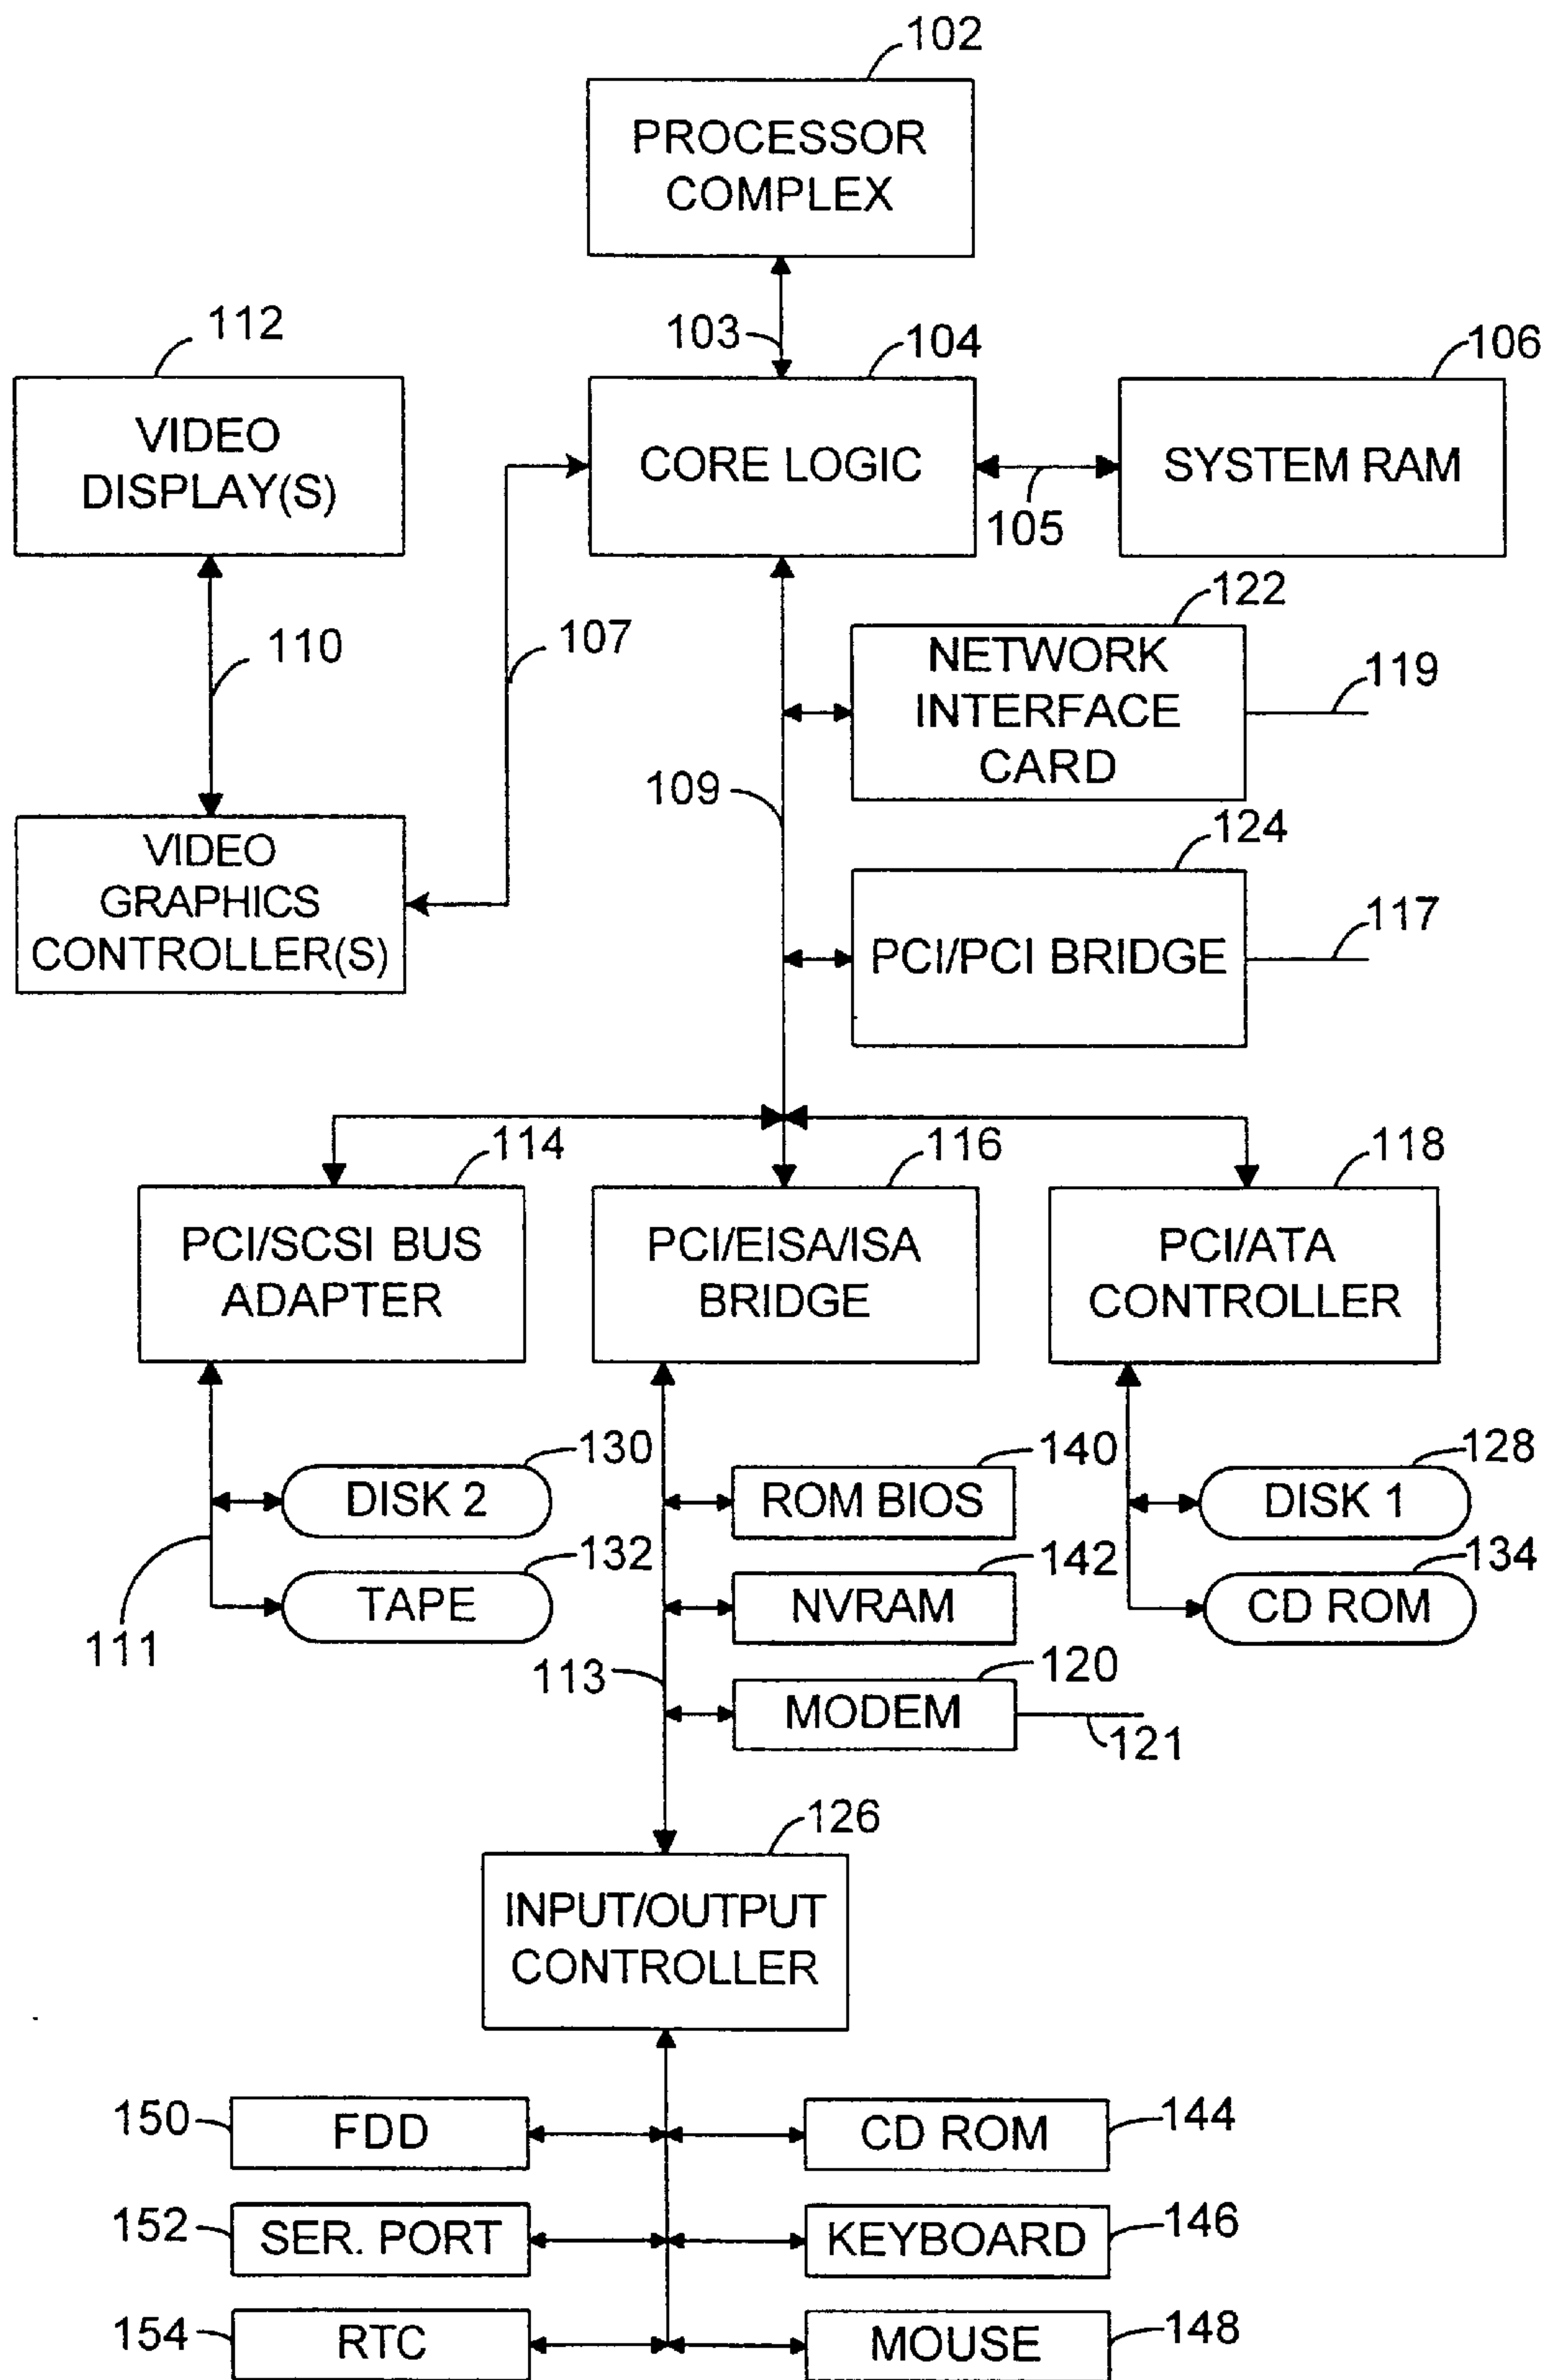 102
PROCESSOR
COMPLEX
112
103
104
106
VIDEO
DISPLAY(S)
CORE LOGIC
SYSTEM RAM
105
122
110
107
NETWORK
INTERFACE
CARD
119
109
124
VIDEO
GRAPHICS
CONTROLLER(S)
117
PCI/PCI BRIDGE
114
116
118
PCI/SCSI BUS
ADAPTER
PCI/EISA/ISA
BRIDGE
PCI/ATA
CONTROLLER
130
140
128
DISK 2
ROM BIOS
DISK 1
132
142
134
TAPE
NVRAM
CD ROM
111
113
120
MODEM
121
126
INPUT/OUTPUT
CONTROLLER
150
FDD
CD ROM
144
152
SER. PORT
KEYBOARD
146
154
RTC
MOUSE
148